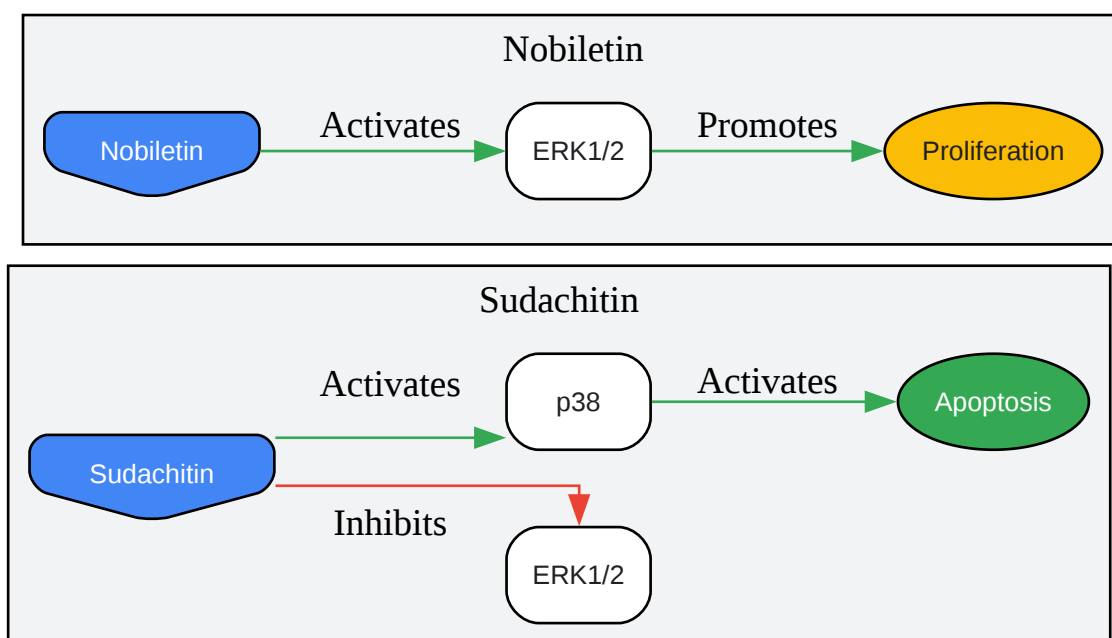 Nobiletin
Activates
Promotes
Nobiletin
ERK1/2
Proliferation
Sudachitin
Activates
Activates
p38
Apoptosis
Sudachitin
Inhibits
ERK1/2